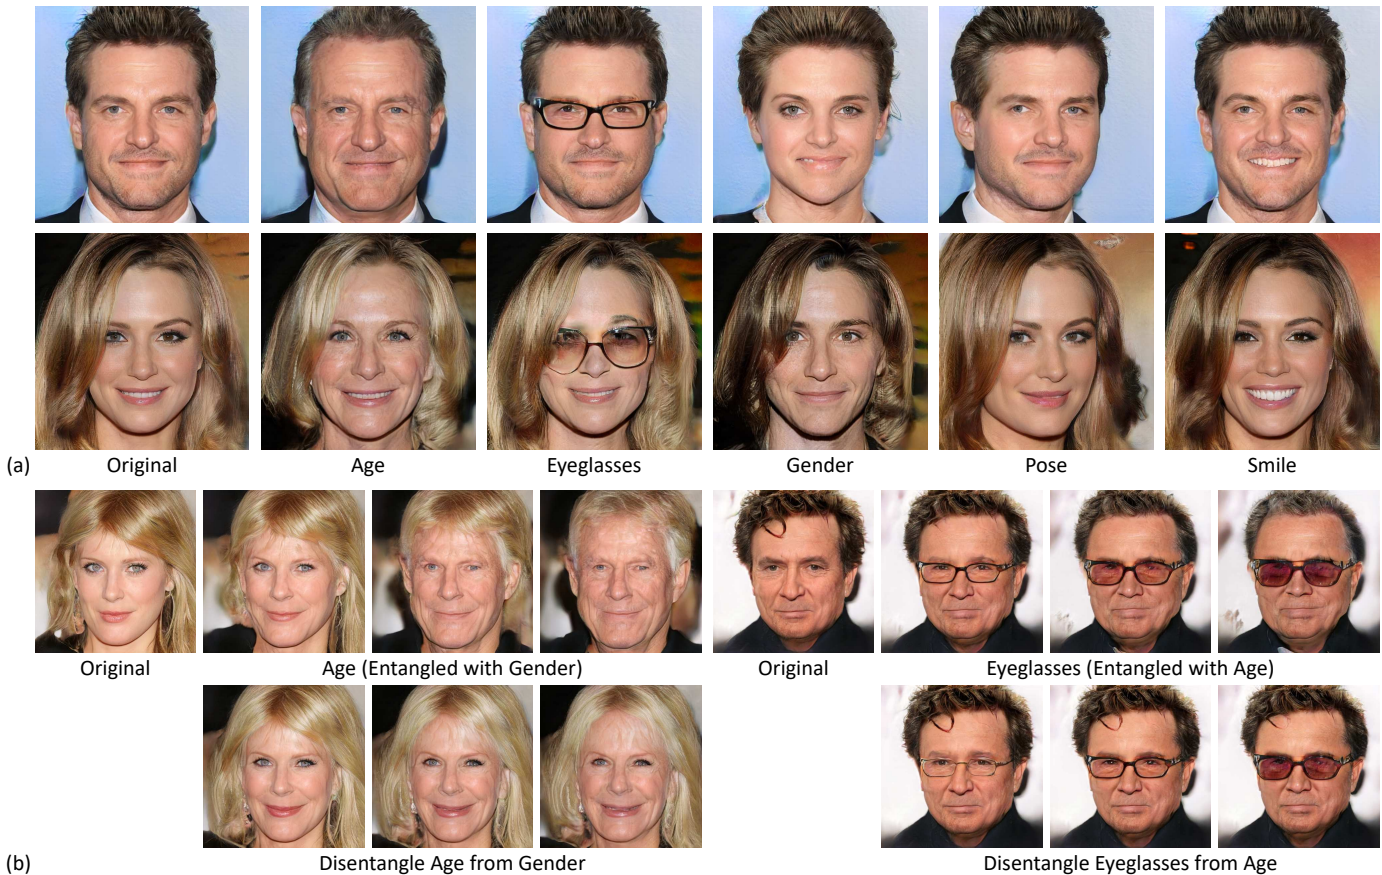 Original Age Eyeglasses Gender Pose Smile
(a)
Original Age (Entangled with Gender) Original Eyeglasses (Entangled with Age)
Disentangle Age from Gender Disentangle Eyeglasses from Age
(b)